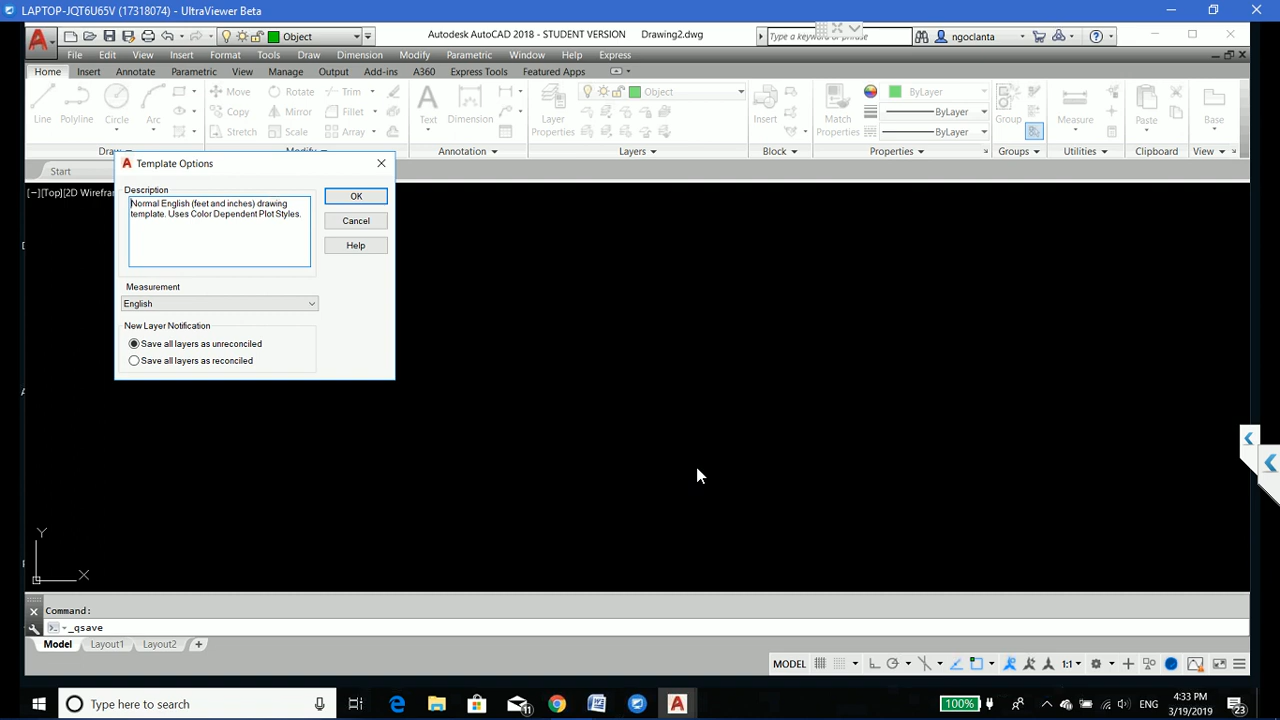 LAPTOP-JQT6U65V (17318074) - UltraViewer Beta
Object
Autodesk AutoCAD 2018 - STUDENT VERSION Drawing2.dwg
Type a keyword or phrase
ngoclanta
File Edit View Insert Format Tools Draw Dimension Modify Parametric Window Help Express
Home Insert Annotate Parametric View Manage Output Add-ins A360 Express Tools Featured Apps
Line Polyline Circle Arc
Move Rotate Trim
Copy Mirror Fillet
Stretch Scale Array
Text Dimension
Layer Properties
Object
Insert
Match Properties
ByLayer
ByLayer
ByLayer
Group
Measure
Paste
Base
Draw Modify Annotation Layers Block Properties Groups Utilities Clipboard View
Start
[−][Top][2D Wirefra
Template Options
Description
Normal English (feet and inches) drawing
template. Uses Color Dependent Plot Styles.
OK
Cancel
Help
Measurement
English
New Layer Notification
Save all layers as unreconciled
Save all layers as reconciled
Y
X
Command:
_qsave
Model Layout1 Layout2
MODEL 1:1
Type here to search
11
100%
ENG
4:33 PM
3/19/2019
23